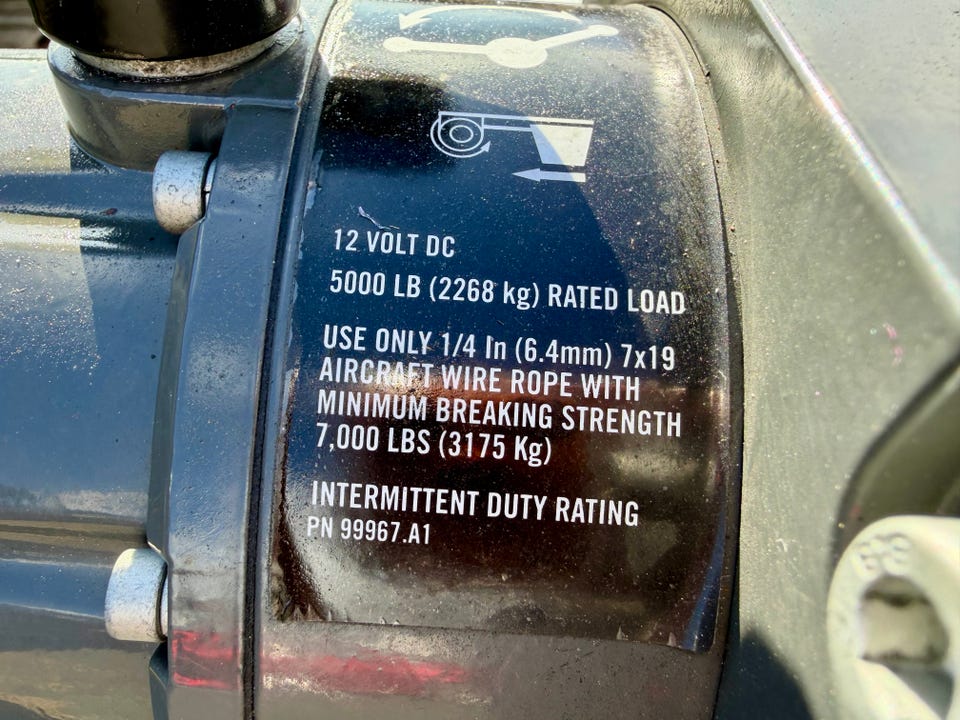 12 VOLT DC
5000 LB (2268 kg) RATED LOAD
USE ONLY 1/4 In (6.4mm) 7x19
AIRCRAFT WIRE ROPE WITH
MINIMUM BREAKING STRENGTH
7,000 LBS (3175 Kg)
INTERMITTENT DUTY RATING
PN 99967.A1